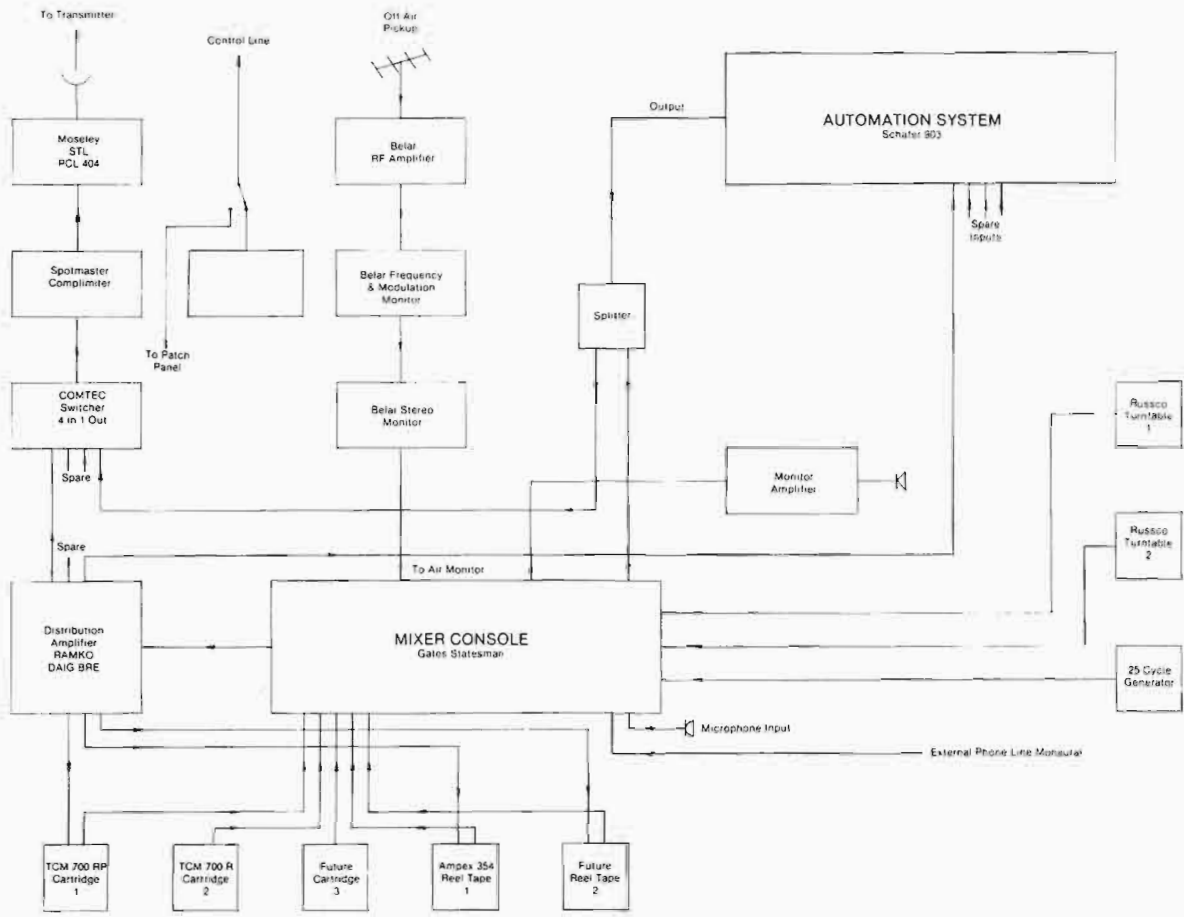 To Transmitter
Control Line
Off Air
Pickup
Output
AUTOMATION SYSTEM
Schafer 903
Moseley
STL
PCL 404
Belar
RF Amplifier
Spare
Inputs
Spotmaster
Complimiter
Belar Frequency
& Modulation
Monitor
Splitter
To Patch
Panel
COMTEC
Switcher
4 in 1 Out
Belar Stereo
Monitor
Russco
Turntable
1
Spare
Monitor
Amplifier
Russco
Turntable
2
Spare
To Air Monitor
Distribution
Amplifier
RAMKO
DAIG BRE
MIXER CONSOLE
Gates Statesman
25 Cycle
Generator
Microphone Input
External Phone Line Monaural
TCM 700 RP
Cartridge
1
TCM 700 R
Cartridge
2
Future
Cartridge
3
Ampex 354
Reel Tape
1
Future
Reel Tape
2